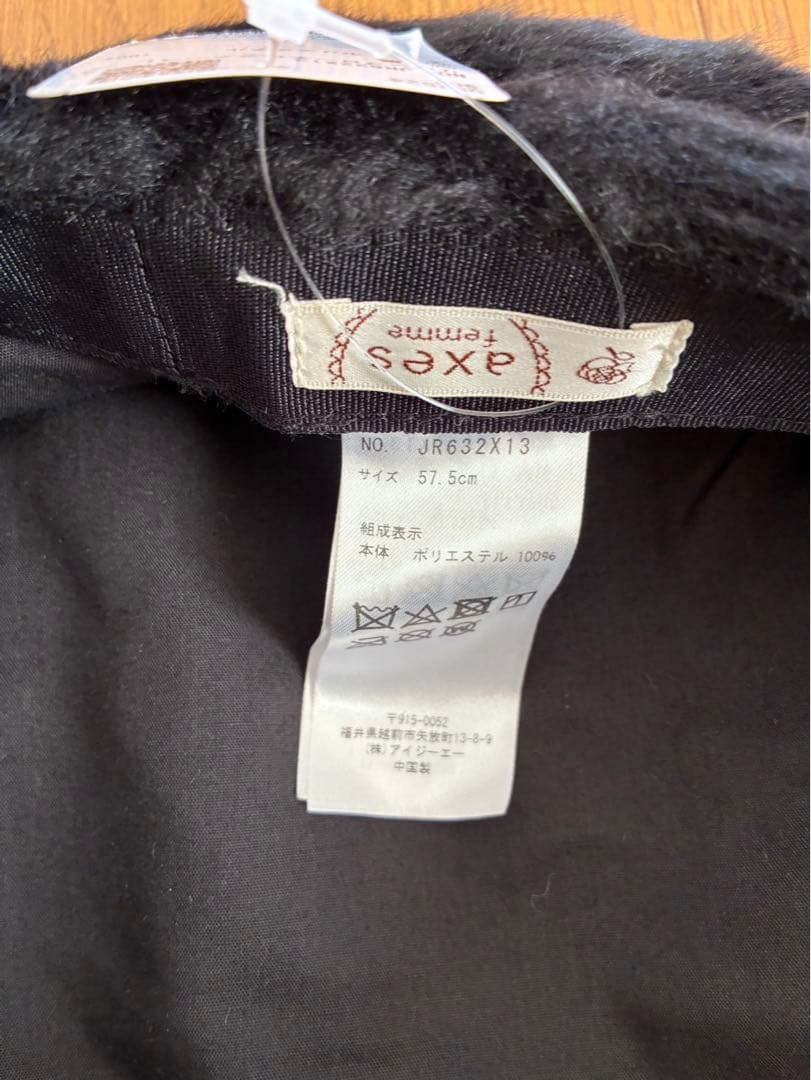 axes
femme
NO. JR632X13
サイズ 57.5cm
組成表示
本体 ポリエステル 100%
〒915-0052
福井県越前市矢放町13-8-9
(株)アイジーエー
中国製